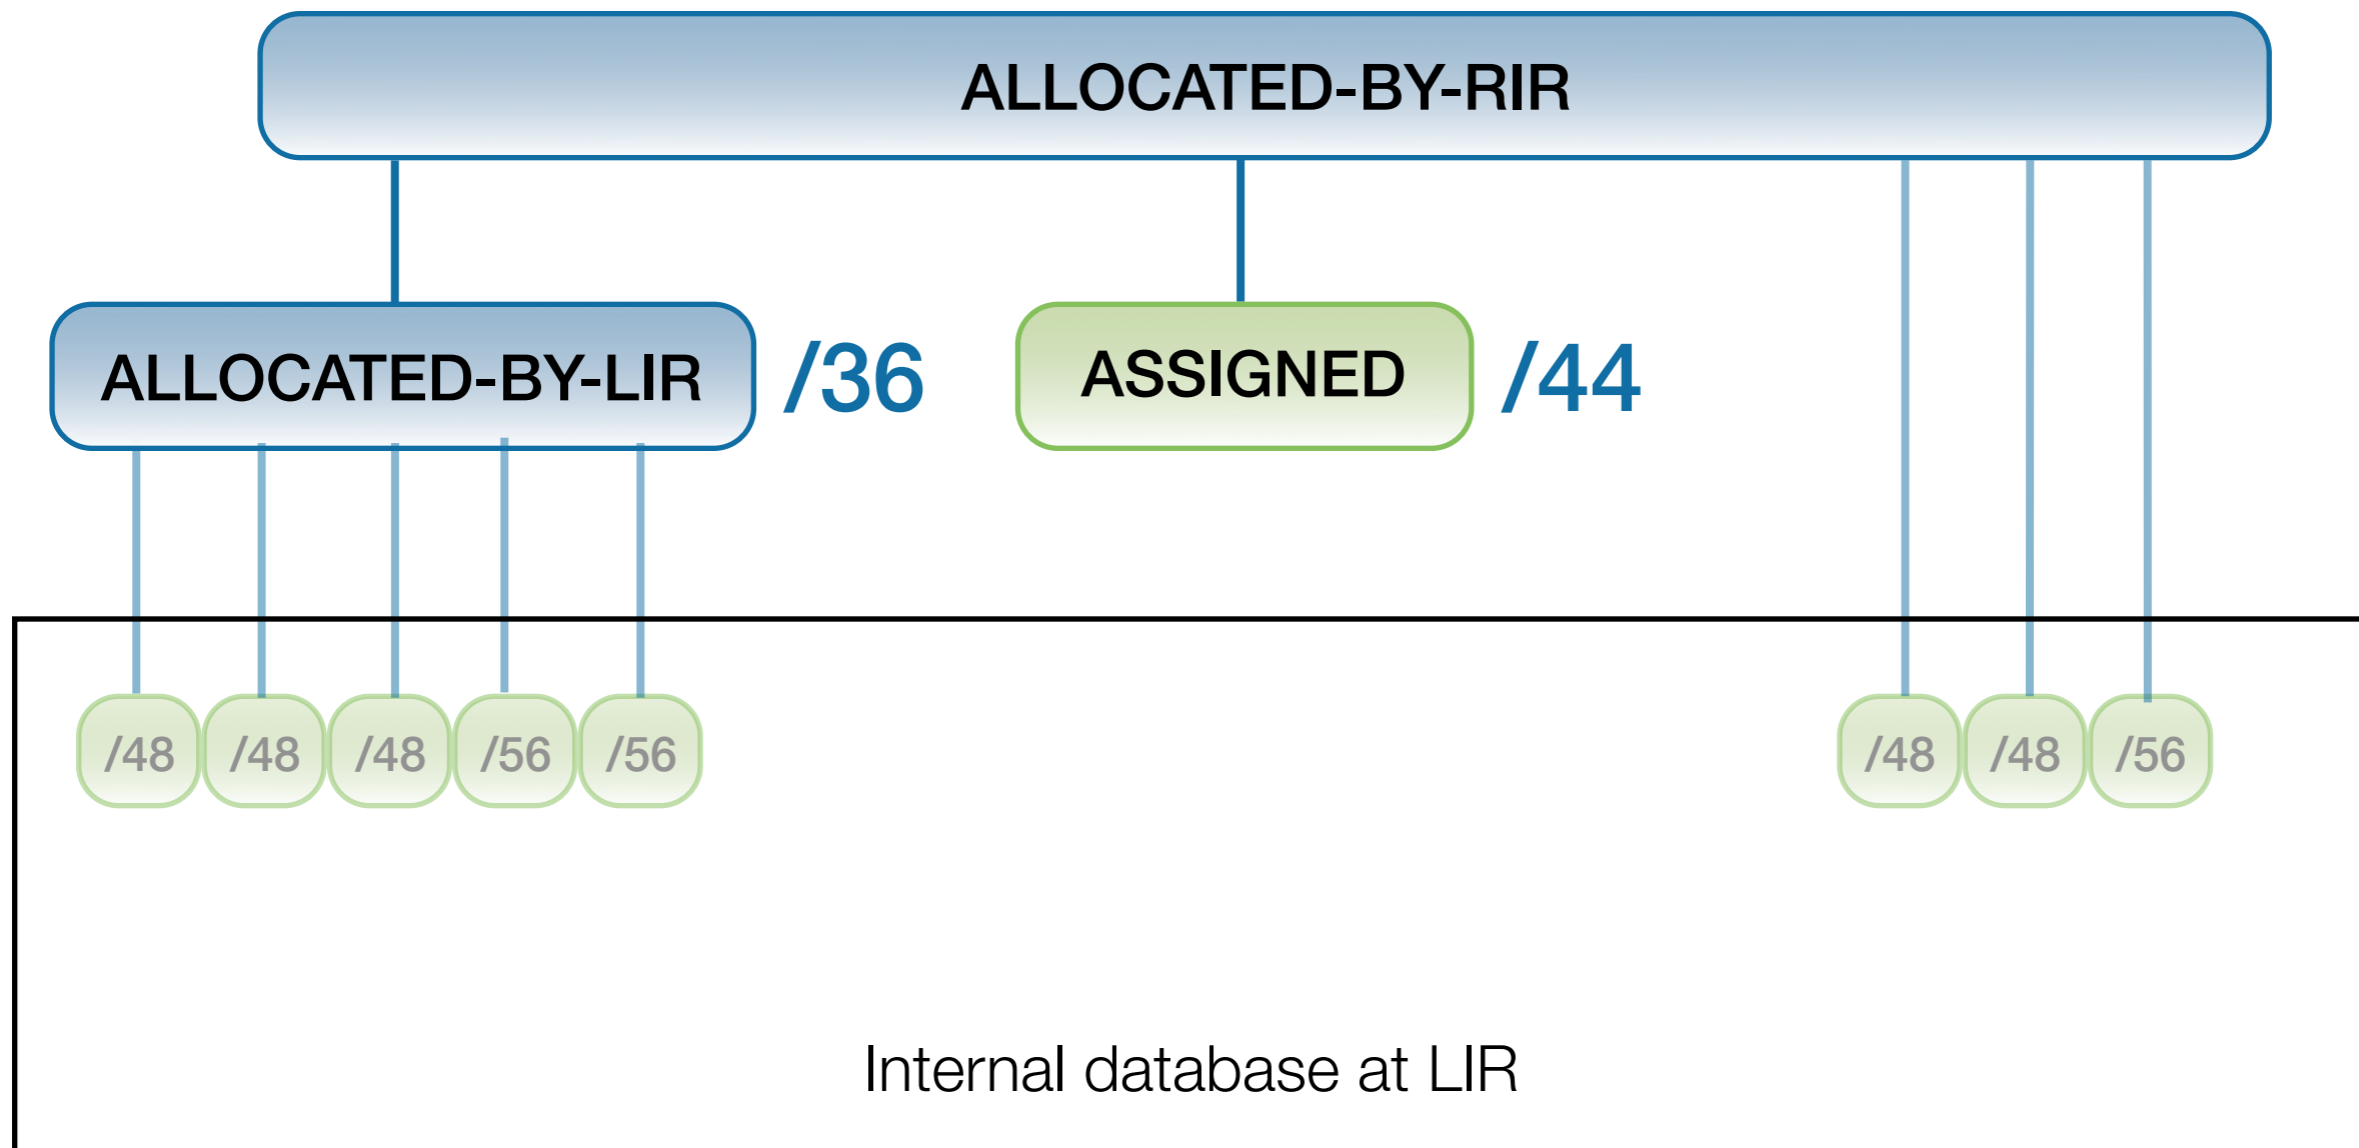 ALLOCATED-BY-RIR
ALLOCATED-BY-LIR /36 ASSIGNED /44
/48 /48 /48 /56 /56 /48 /48 /56
Internal database at LIR